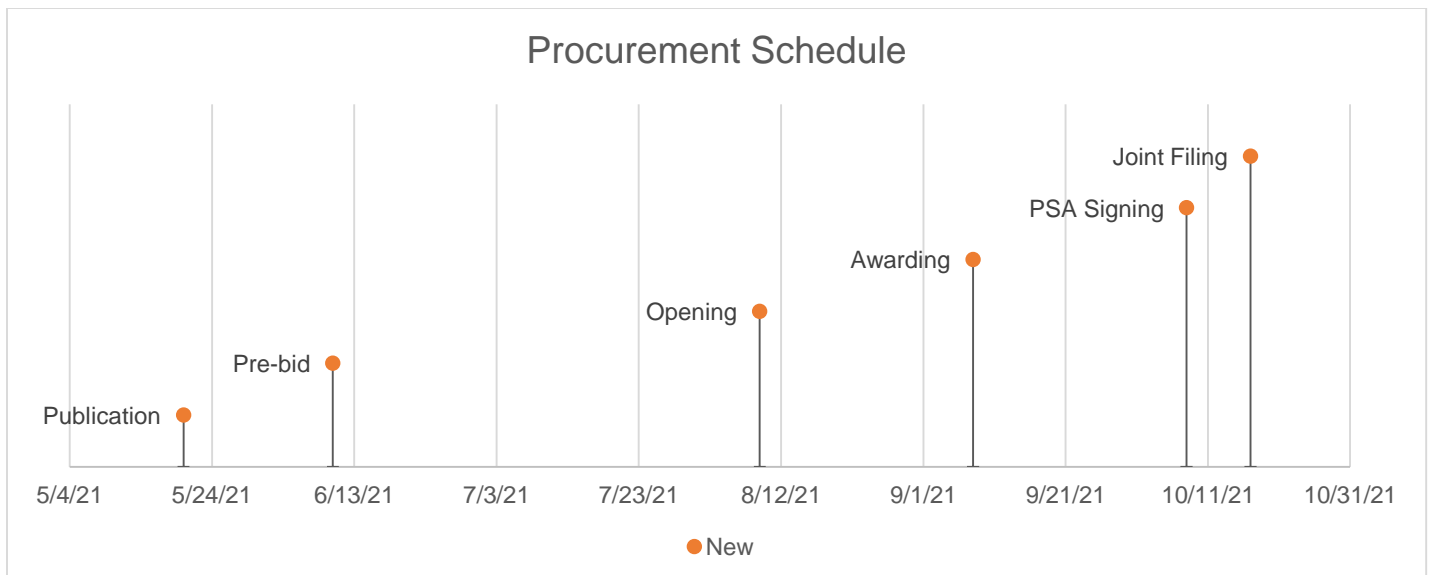 Procurement Schedule
Joint Filing
PSA Signing
Awarding
Opening
Pre-bid
Publication
5/4/21 5/24/21 6/13/21 7/3/21 7/23/21 8/12/21 9/1/21 9/21/21 10/11/21 10/31/21
New